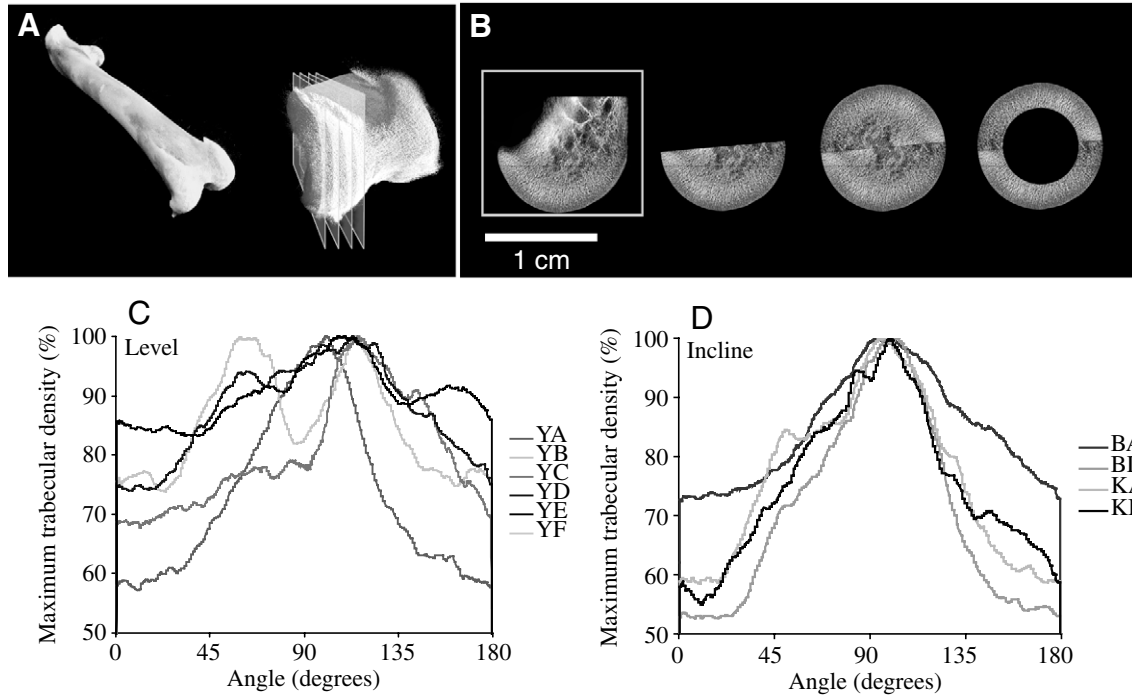 A
B
1 cm
C
Level
Maximum trabecular density (%)
100
90
80
70
60
50
0
45
90
135
180
Angle (degrees)
YA
YB
YC
YD
YE
YF
D
Incline
Maximum trabecular density (%)
100
90
80
70
60
50
0
45
90
135
180
Angle (degrees)
BA
KA